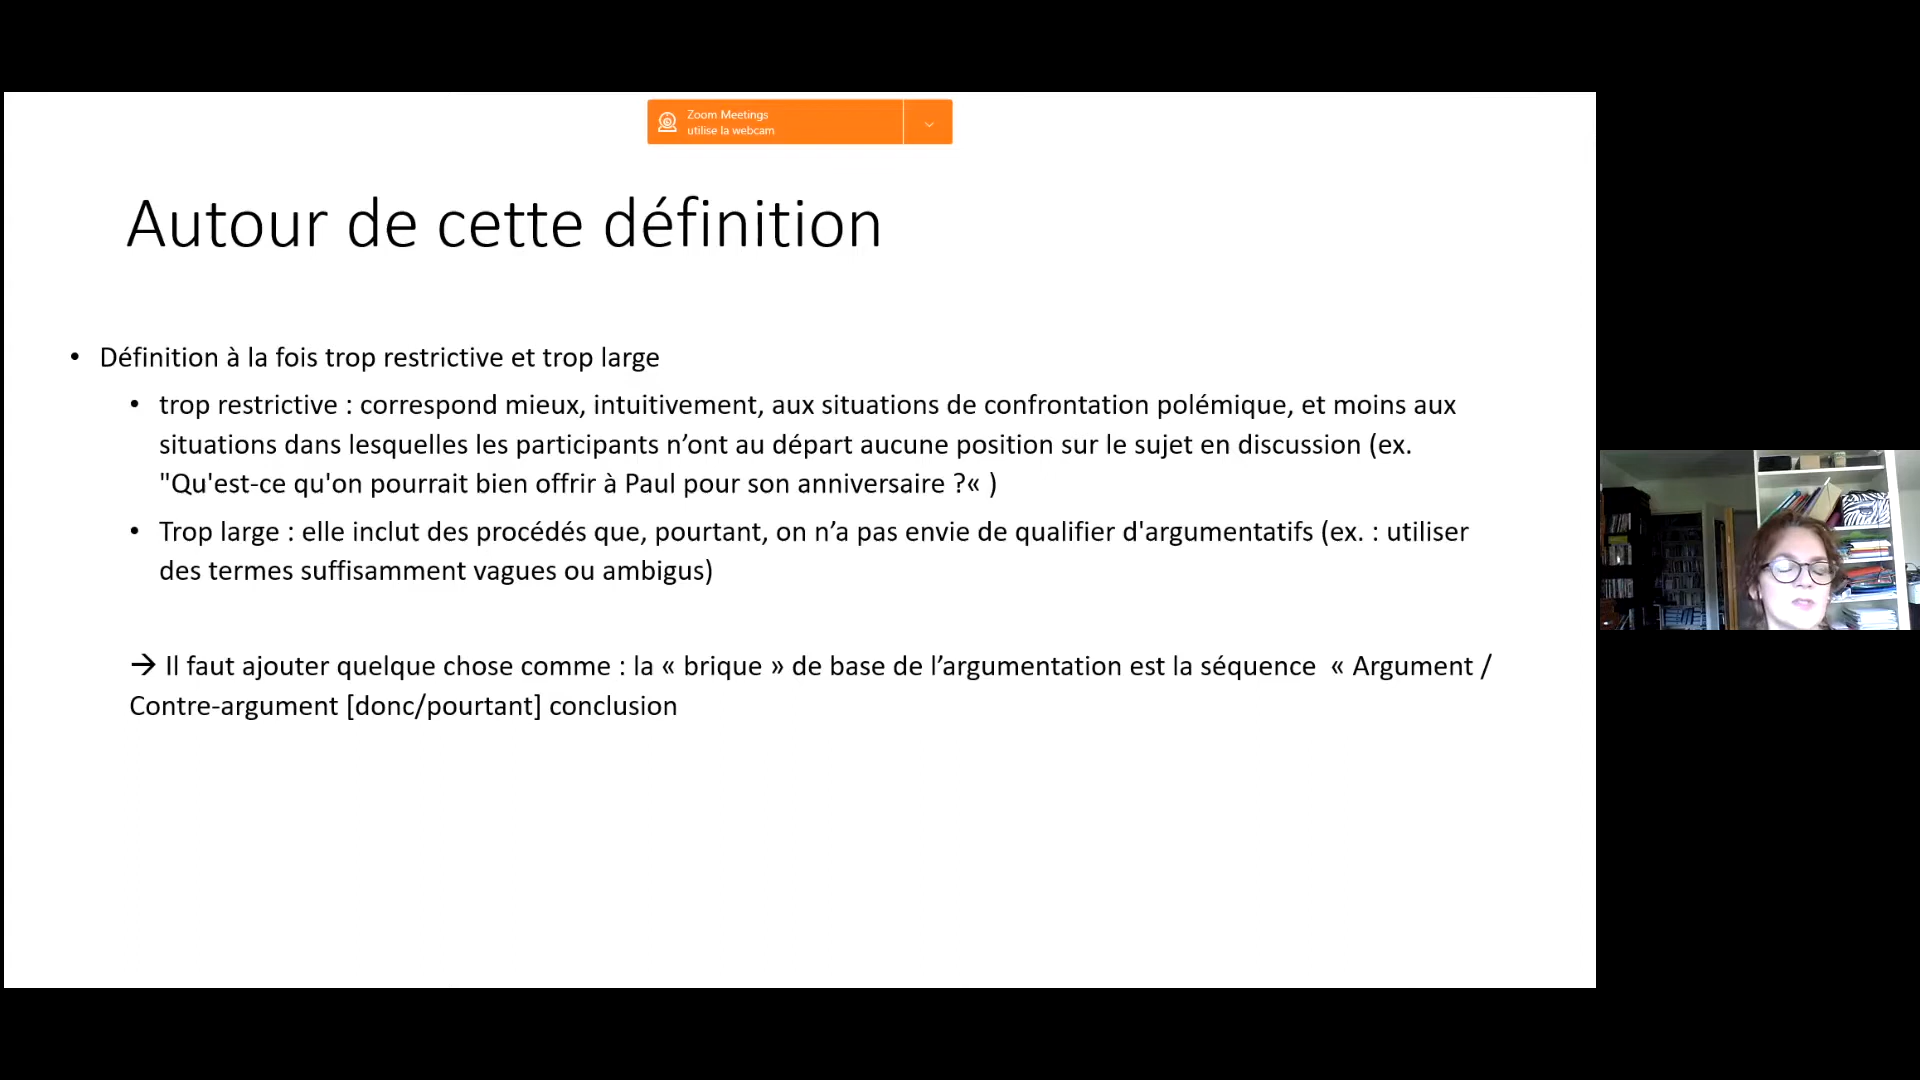 Zoom Meetings
utilise la webcam
Autour de cette définition
• Définition à la fois trop restrictive et trop large
• trop restrictive : correspond mieux, intuitivement, aux situations de confrontation polémique, et moins aux
situations dans lesquelles les participants n’ont au départ aucune position sur le sujet en discussion (ex.
"Qu'est-ce qu'on pourrait bien offrir à Paul pour son anniversaire ?« )
• Trop large : elle inclut des procédés que, pourtant, on n’a pas envie de qualifier d'argumentatifs (ex. : utiliser
des termes suffisamment vagues ou ambigus)
→ Il faut ajouter quelque chose comme : la « brique » de base de l’argumentation est la séquence « Argument /
Contre-argument [donc/pourtant] conclusion